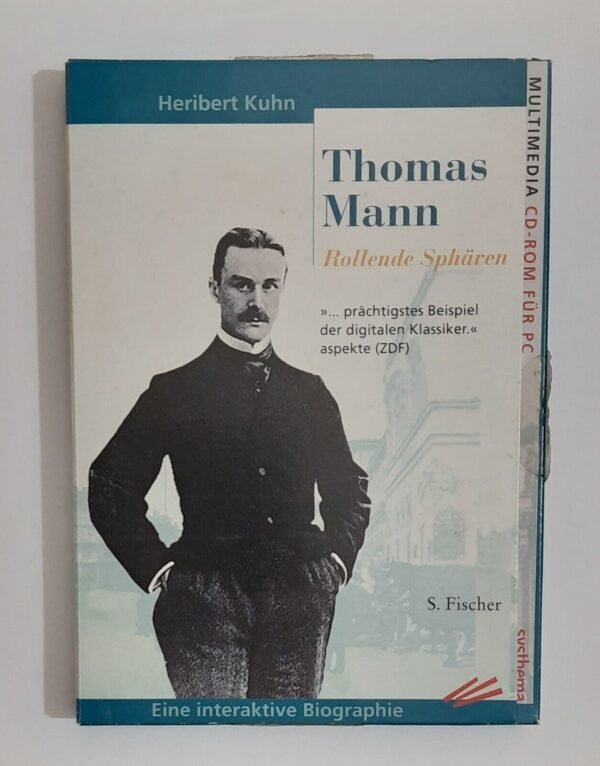 Heribert Kuhn
Thomas
Mann
Rollende Sphären
»... prächtigstes Beispiel
der digitalen Klassiker.«
aspekte (ZDF)
S. Fischer
Eine interaktive Biographie
MULTIMEDIA CD-ROM FÜR PC
systhema